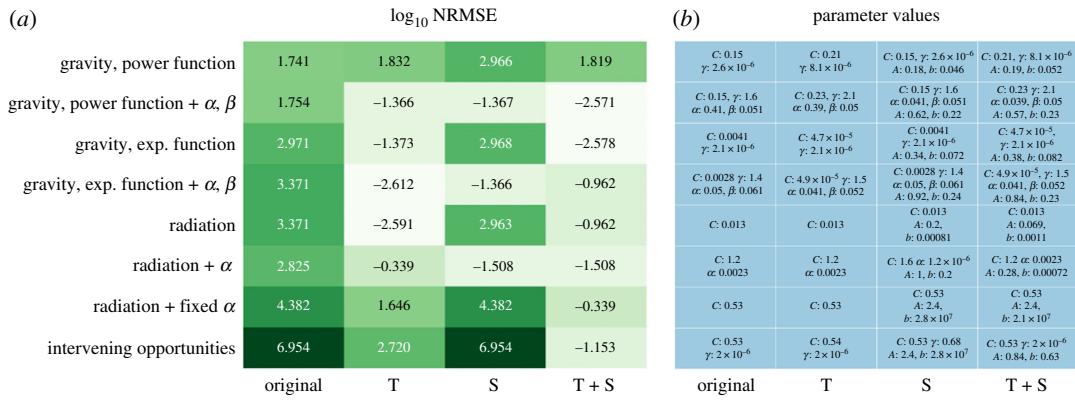 (a) log10 NRMSE
gravity, power function 1.741 1.832 2.966 1.819
gravity, power function + α, β 1.754 –1.366 –1.367 –2.571
gravity, exp. function 2.971 –1.373 2.968 –2.578
gravity, exp. function + α, β 3.371 –2.612 –1.366 –0.962
radiation 3.371 –2.591 2.963 –0.962
radiation + α 2.825 –0.339 –1.508 –1.508
radiation + fixed α 4.382 1.646 4.382 –0.339
intervening opportunities 6.954 2.720 6.954 –1.153
original T S T + S
(b) parameter values
C: 0.15
γ: 2.6 × 10⁻⁶
C: 0.21
γ: 8.1 × 10⁻⁶
C: 0.15, γ: 2.6 × 10⁻⁶
A: 0.18, b: 0.046
C: 0.21, γ: 8.1 × 10⁻⁶
A: 0.19, b: 0.052
C: 0.15, γ: 1.6
α: 0.41, β: 0.051
C: 0.23, γ: 2.1
α: 0.39, β: 0.05
C: 0.15 γ: 1.6
α: 0.041, β: 0.051
A: 0.62, b: 0.22
C: 0.23 γ: 2.1
α: 0.039, β: 0.05
A: 0.57, b: 0.23
C: 0.0041
γ: 2.1 × 10⁻⁶
C: 4.7 × 10⁻⁵
γ: 2.1 × 10⁻⁶
C: 0.0041
γ: 2.1 × 10⁻⁶
A: 0.34, b: 0.072
C: 4.7 × 10⁻⁵,
γ: 2.1 × 10⁻⁶
A: 0.38, b: 0.082
C: 0.0028 γ: 1.4
α: 0.05, β: 0.061
C: 4.9 × 10⁻⁵ γ: 1.5
α: 0.041, β: 0.052
C: 0.0028 γ: 1.4
α: 0.05, β: 0.061
A: 0.92, b: 0.24
C: 4.9 × 10⁻⁵, γ: 1.5
α: 0.041, β: 0.052
A: 0.84, b: 0.23
C: 0.013
C: 0.013
C: 0.013
A: 0.2,
b: 0.00081
C: 0.013
A: 0.069,
b: 0.0011
C: 1.2
α: 0.0023
C: 1.2
α: 0.0023
C: 1.6 α: 1.2 × 10⁻⁶
A: 1, b: 0.2
C: 1.2 α: 0.0023
A: 0.28, b: 0.00072
C: 0.53
C: 0.53
C: 0.53
A: 2.4,
b: 2.8 × 10⁷
C: 0.53
A: 2.4,
b: 2.1 × 10⁷
C: 0.53
γ: 2 × 10⁻⁶
C: 0.54
γ: 2 × 10⁻⁶
C: 0.53 γ: 0.68
A: 2.4, b: 2.8 × 10⁷
C: 0.53 γ: 2 × 10⁻⁶
A: 0.84, b: 0.63
original T S T + S